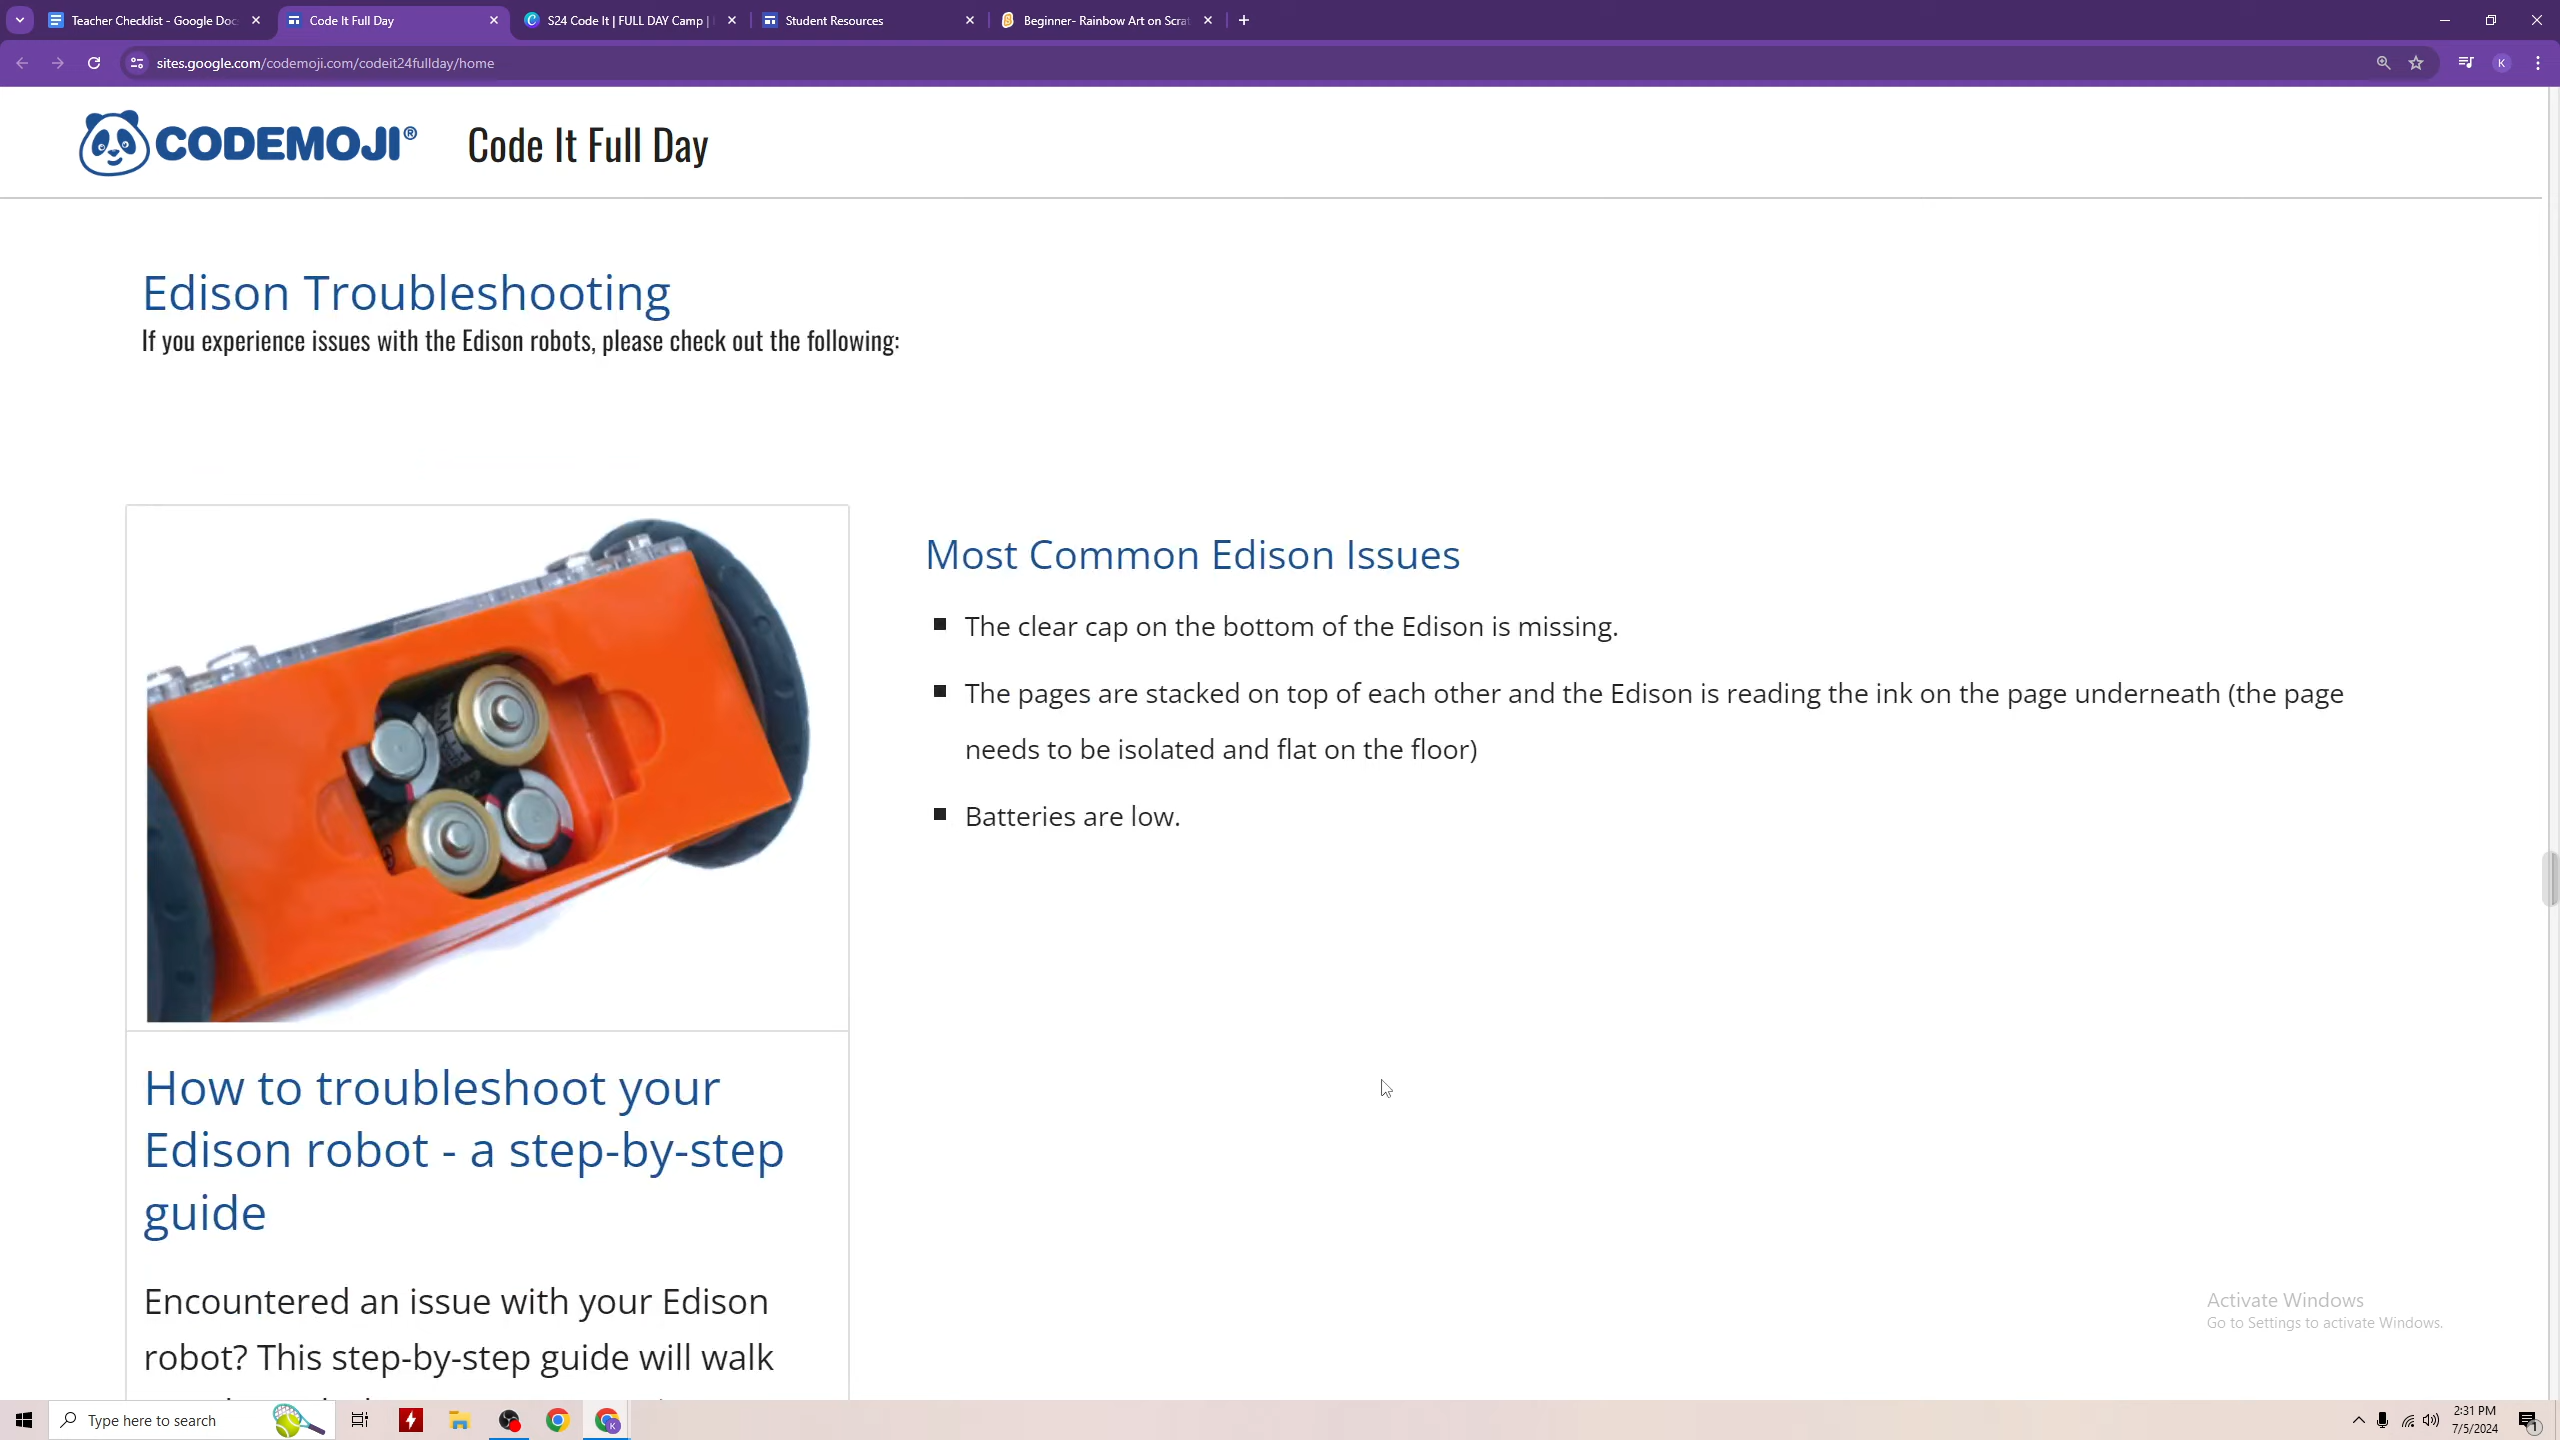 Teacher Checklist - Google Doc
Code It Full Day
S24 Code It | FULL DAY Camp |
Student Resources
Beginner- Rainbow Art on Scrat
sites.google.com/codemoji.com/codeit24fullday/home
K
CODEMOJI®
Code It Full Day
Edison Troubleshooting
If you experience issues with the Edison robots, please check out the following:
Most Common Edison Issues
The clear cap on the bottom of the Edison is missing.
The pages are stacked on top of each other and the Edison is reading the ink on the page underneath (the page
needs to be isolated and flat on the floor)
Batteries are low.
How to troubleshoot your
Edison robot - a step-by-step
guide
Encountered an issue with your Edison
robot? This step-by-step guide will walk
Activate Windows
Go to Settings to activate Windows.
Type here to search
K
2:31 PM
7/5/2024
1